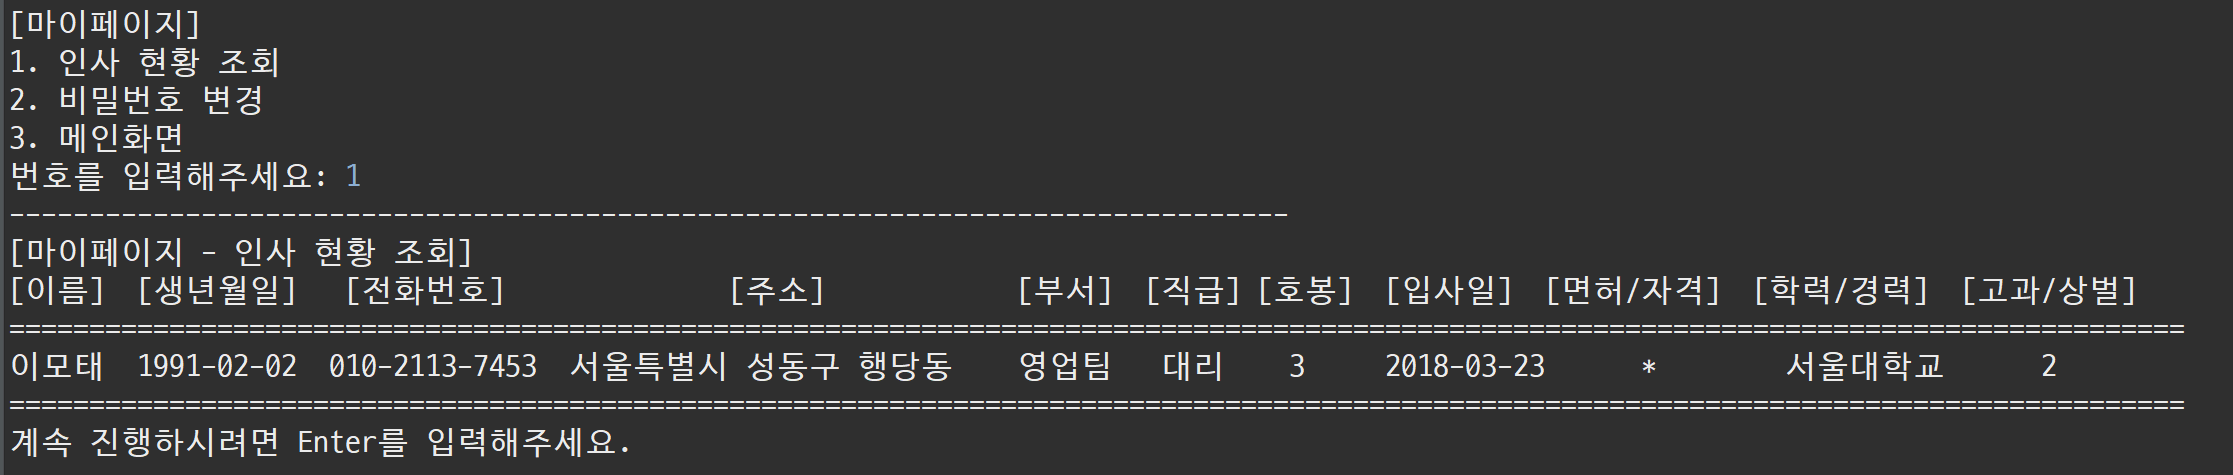 [마이페이지]
1. 인사 현황 조회
2. 비밀번호 변경
3. 메인화면
번호를 입력해주세요: 1
--------------------------------------------------------------------------------
[마이페이지 - 인사 현황 조회]
[이름] [생년월일] [전화번호] [주소] [부서] [직급] [호봉] [입사일] [면허/자격] [학력/경력] [고과/상벌]
========================================================================================================================================
이모태 1991-02-02 010-2113-7453 서울특별시 성동구 행당동 영업팀 대리 3 2018-03-23 * 서울대학교 2
========================================================================================================================================
계속 진행하시려면 Enter를 입력해주세요.